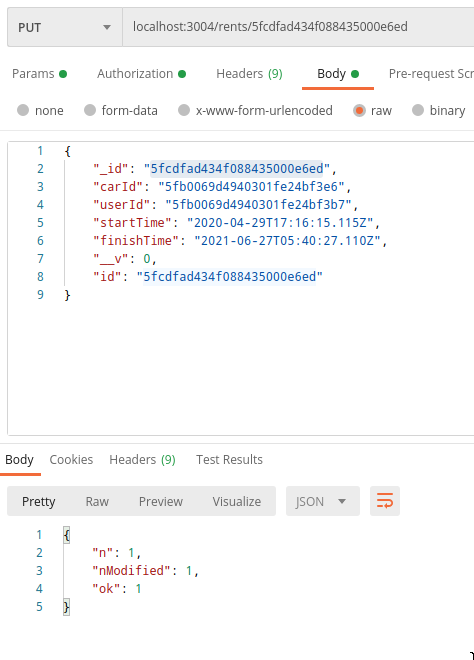 PUT localhost:3004/rents/5fcdfad434f088435000e6ed
Params Authorization Headers (9) Body Pre-request Scr
none form-data x-www-form-urlencoded raw binary
1 {
2 "_id": "5fcdfad434f088435000e6ed",
3 "carId": "5fb0069d4940301fe24bf3e6",
4 "userId": "5fb0069d4940301fe24bf3b7",
5 "startTime": "2020-04-29T17:16:15.115Z",
6 "finishTime": "2021-06-27T05:40:27.110Z",
7 "__v": 0,
8 "id": "5fcdfad434f088435000e6ed"
9 }
Body Cookies Headers (9) Test Results
Pretty Raw Preview Visualize JSON
1 {
2 "n": 1,
3 "nModified": 1,
4 "ok": 1
5 }